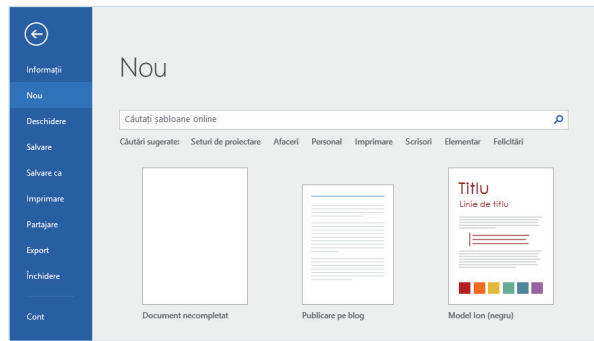 Informații
Nou
Deschidere
Salvare
Salvare ca
Imprimare
Partajare
Export
Închidere
Cont
Nou
Căutați șabloane online
Căutări sugerate: Seturi de proiectare Afaceri Personal Imprimare Scrisori Elementar Felicitări
Titlu
Linie de titlu
Document necompletat Publicare pe blog Model Ion (negru)